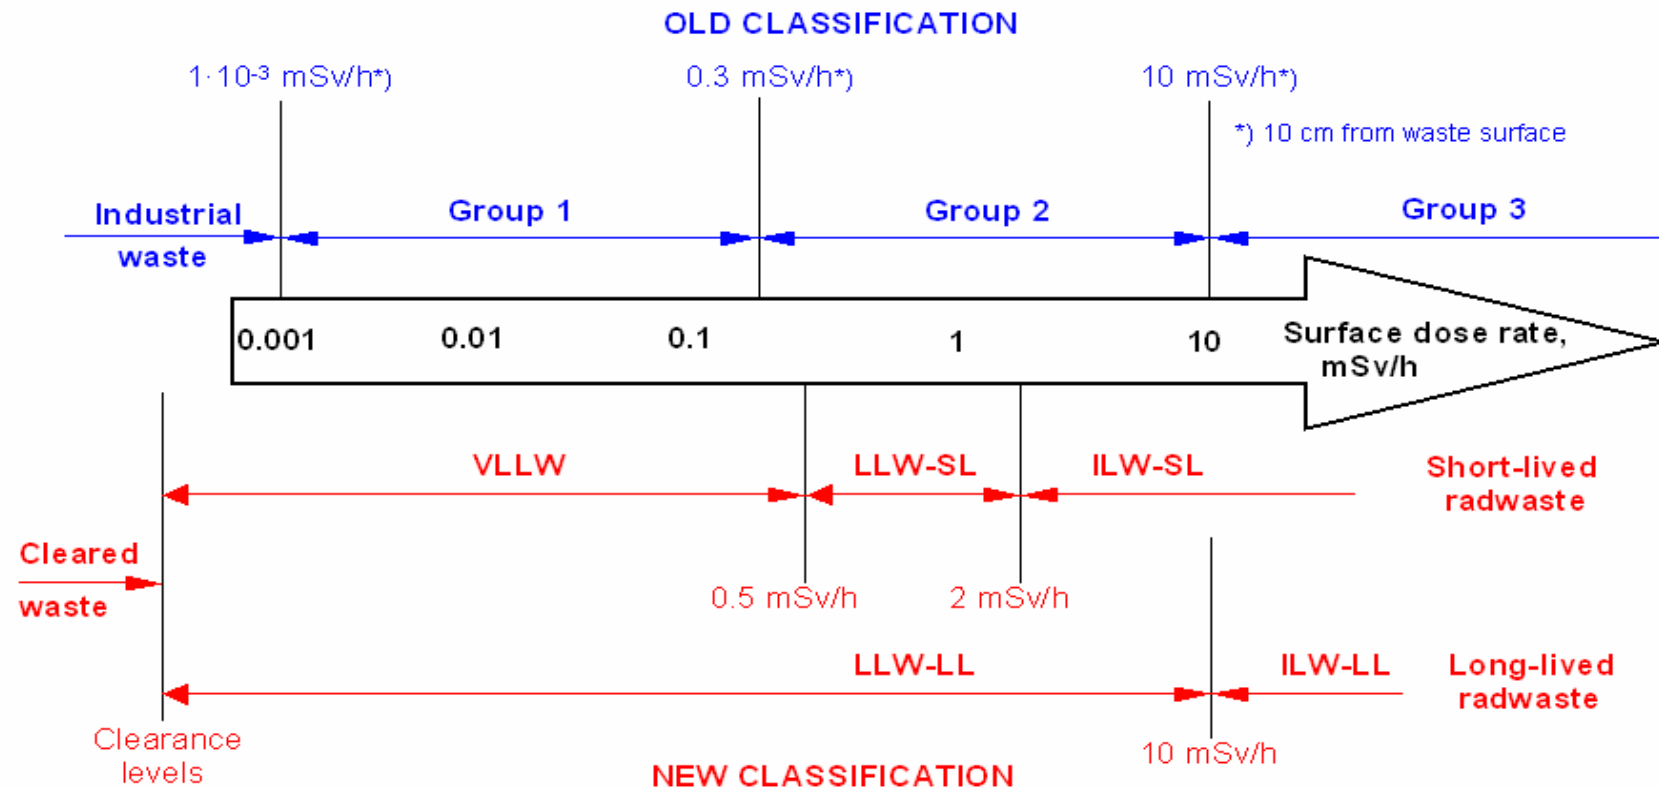 OLD CLASSIFICATION
1·10-3 mSv/h*)
0.3 mSv/h*)
10 mSv/h*)
*) 10 cm from waste surface
Industrial
waste
Group 1
Group 2
Group 3
0.001
0.01
0.1
1
10
Surface dose rate,
mSv/h
VLLW
LLW-SL
ILW-SL
Short-lived
radwaste
Cleared
waste
0.5 mSv/h
2 mSv/h
LLW-LL
ILW-LL
Long-lived
radwaste
Clearance
levels
10 mSv/h
NEW CLASSIFICATION